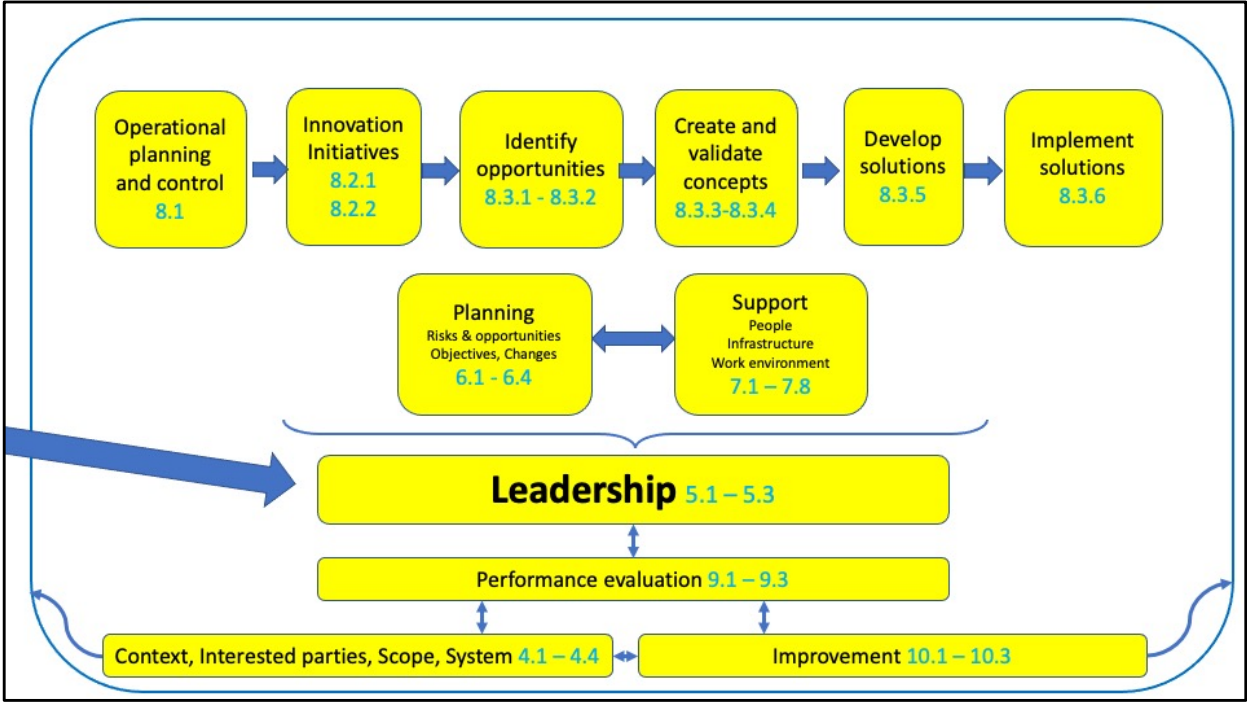 Operational
planning
and control
8.1
Innovation
Initiatives
8.2.1
8.2.2
Identify
opportunities
8.3.1 - 8.3.2
Create and
validate
concepts
8.3.3-8.3.4
Develop
solutions
8.3.5
Implement
solutions
8.3.6
Planning
Risks & opportunities
Objectives, Changes
6.1 - 6.4
Support
People
Infrastructure
Work environment
7.1 – 7.8
Leadership 5.1 – 5.3
Performance evaluation 9.1 – 9.3
Context, Interested parties, Scope, System 4.1 – 4.4
Improvement 10.1 – 10.3